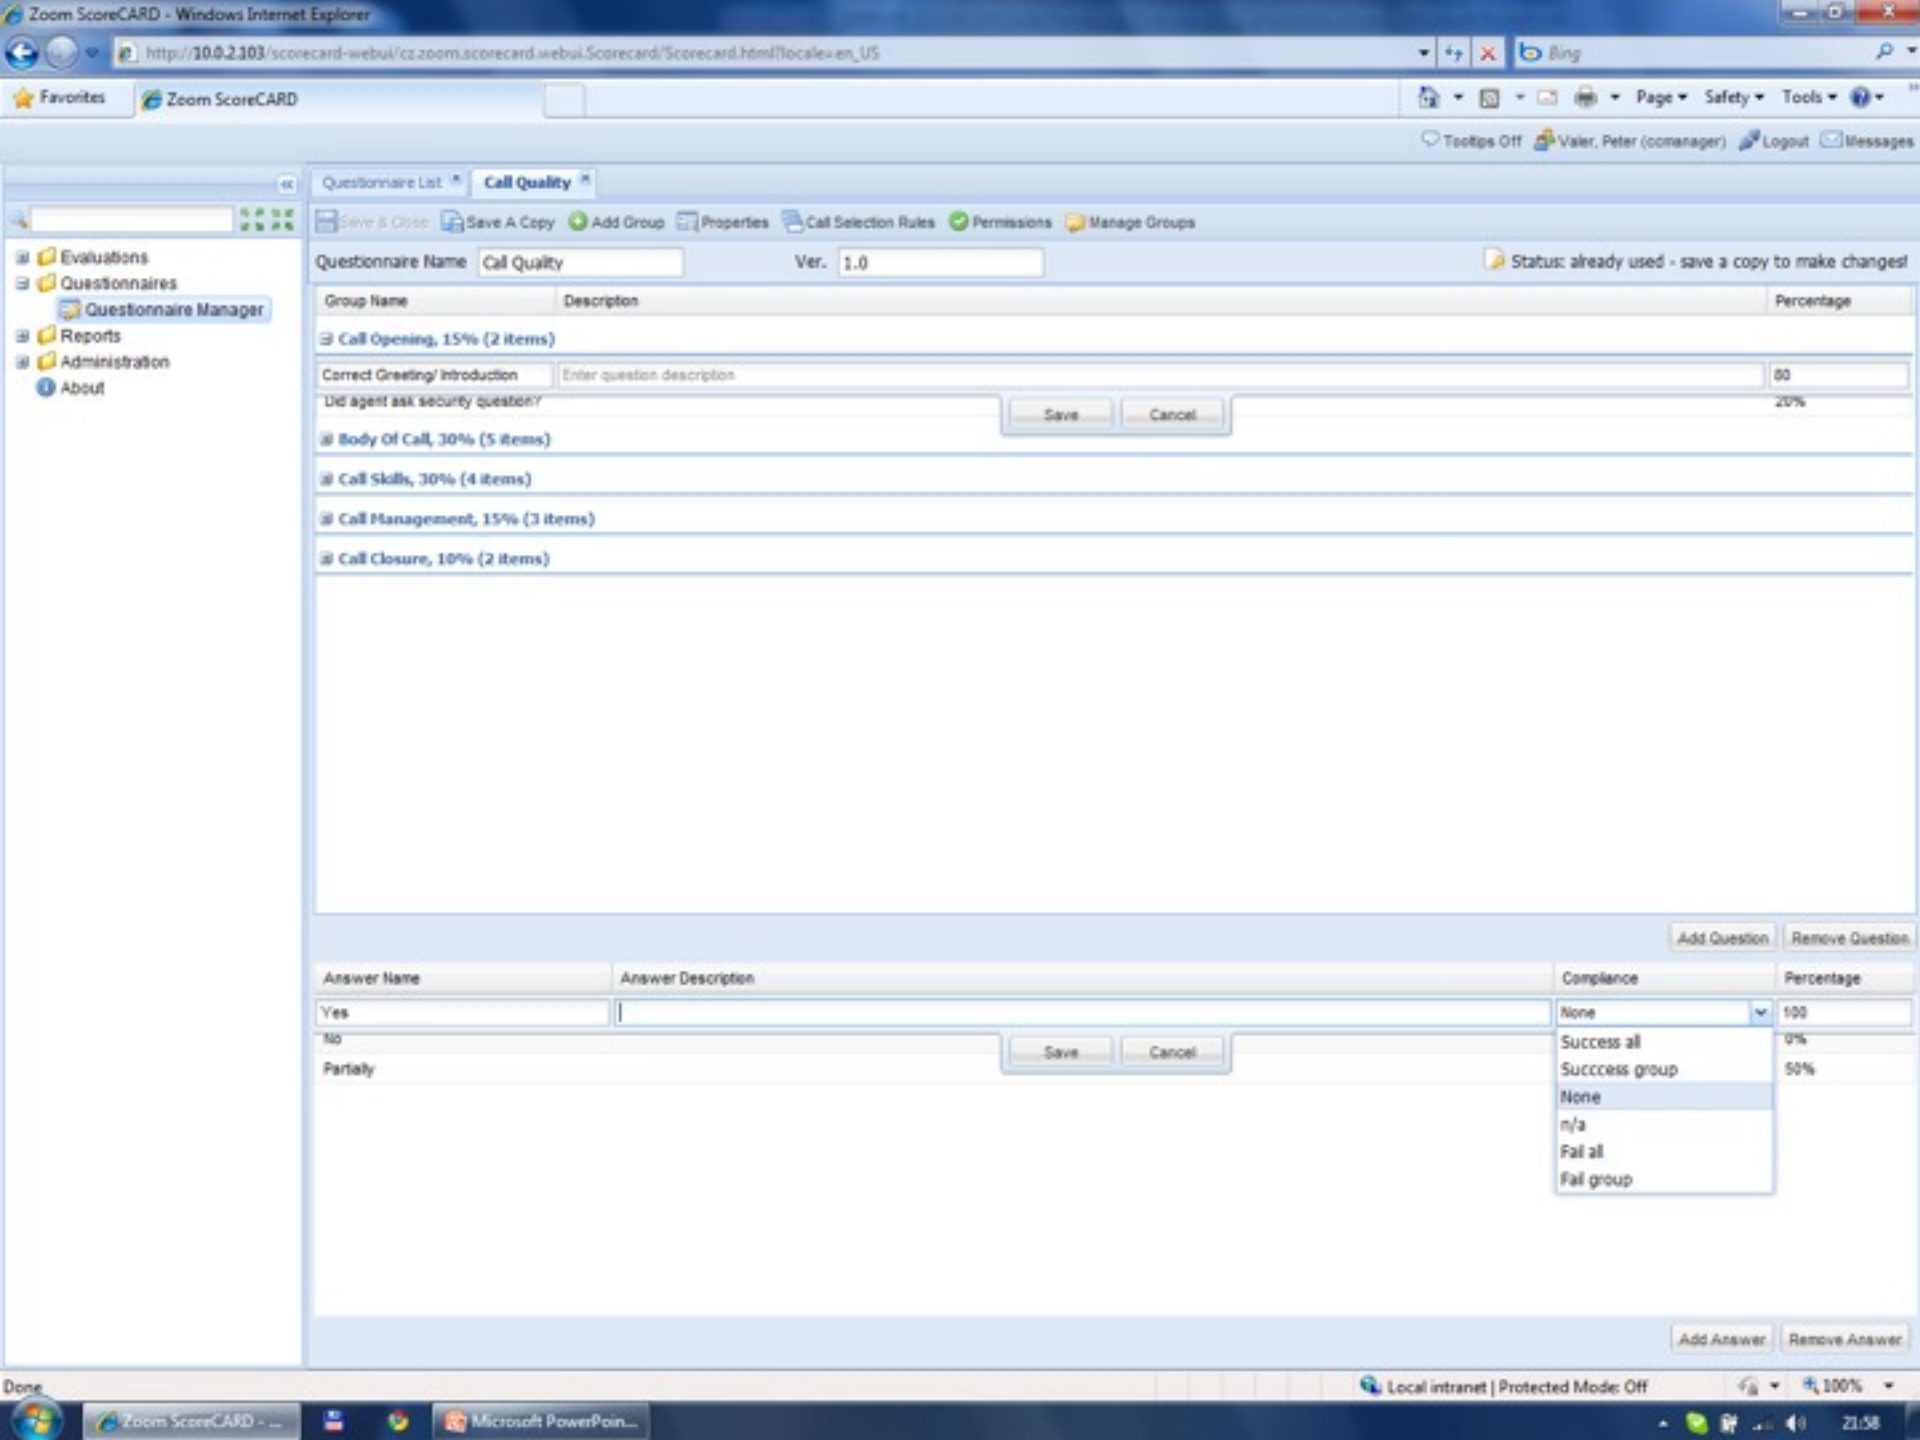 Zoom ScoreCARD - Windows Internet Explorer
http://10.0.2.103/scorecard-webui/cz.zoom.scorecard.webui.Scorecard/Scorecard.html?locale=en_US
Bing
Favorites
Zoom ScoreCARD
Page
Safety
Tools
Tooltips Off
Valer, Peter (ccmanager)
Logout
Messages
Questionnaire List
Call Quality
Save & Close
Save A Copy
Add Group
Properties
Call Selection Rules
Permissions
Manage Groups
Evaluations
Questionnaires
Questionnaire Manager
Reports
Administration
About
Questionnaire Name
Call Quality
Ver.
1.0
Status: already used - save a copy to make changes!
Group Name
Description
Percentage
Call Opening, 15% (2 items)
Correct Greeting/ Introduction
Enter question description
80
Did agent ask security question?
20%
Save
Cancel
Body Of Call, 30% (5 items)
Call Skills, 30% (4 items)
Call Management, 15% (3 items)
Call Closure, 10% (2 items)
Add Question
Remove Question
Answer Name
Answer Description
Compliance
Percentage
Yes
None
100
No
0%
Save
Cancel
Partially
50%
Success all
Succcess group
None
n/a
Fail all
Fail group
Add Answer
Remove Answer
Done
Local intranet | Protected Mode: Off
100%
Zoom ScoreCARD - ...
Microsoft PowerPoin...
21:58